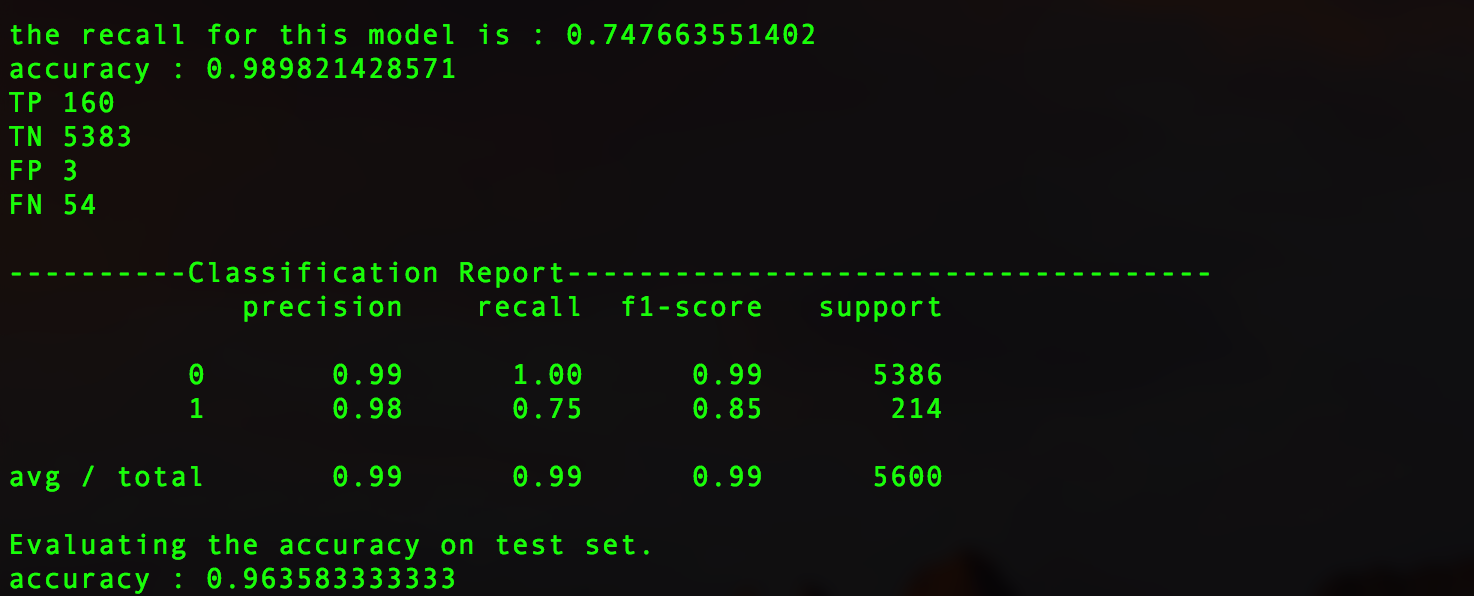 the recall for this model is : 0.747663551402
accuracy : 0.989821428571
TP 160
TN 5383
FP 3
FN 54
----------Classification Report------------------------------------
precision recall f1-score support
0 0.99 1.00 0.99 5386
1 0.98 0.75 0.85 214
avg / total 0.99 0.99 0.99 5600
Evaluating the accuracy on test set.
accuracy : 0.963583333333